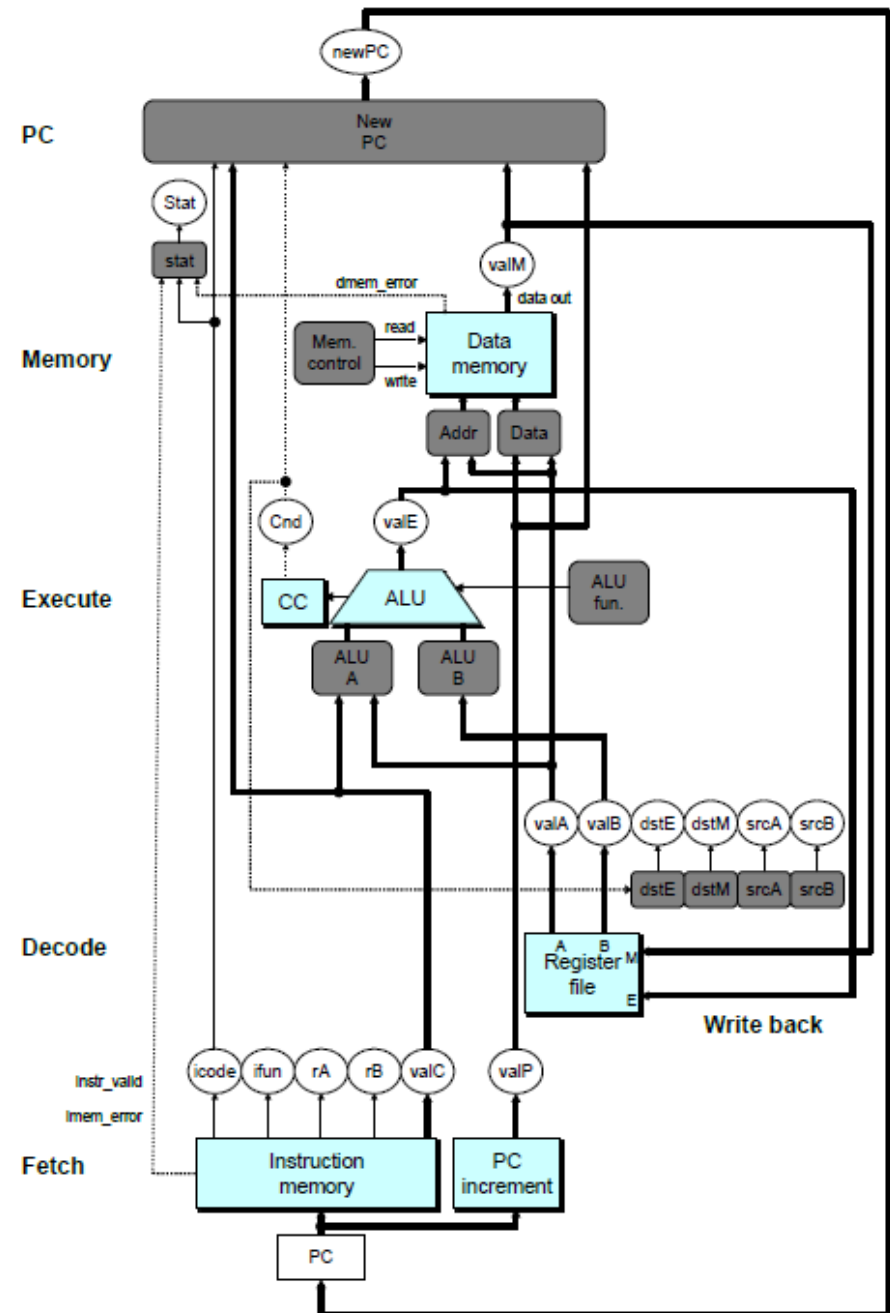 newPC
PC
New
PC
Stat
stat
valM
dmem_error
data out
Memory
Mem.
control
read
write
Data
memory
Addr
Data
Cnd
valE
Execute
CC
ALU
ALU
fun.
ALU
A
ALU
B
valA
valB
dstE
dstM
srcA
srcB
dstE
dstM
srcA
srcB
Decode
A
B
M
Register
file
E
Write back
icode
ifun
rA
rB
valC
valP
Instr_valid
Imem_error
Fetch
Instruction
memory
PC
increment
PC